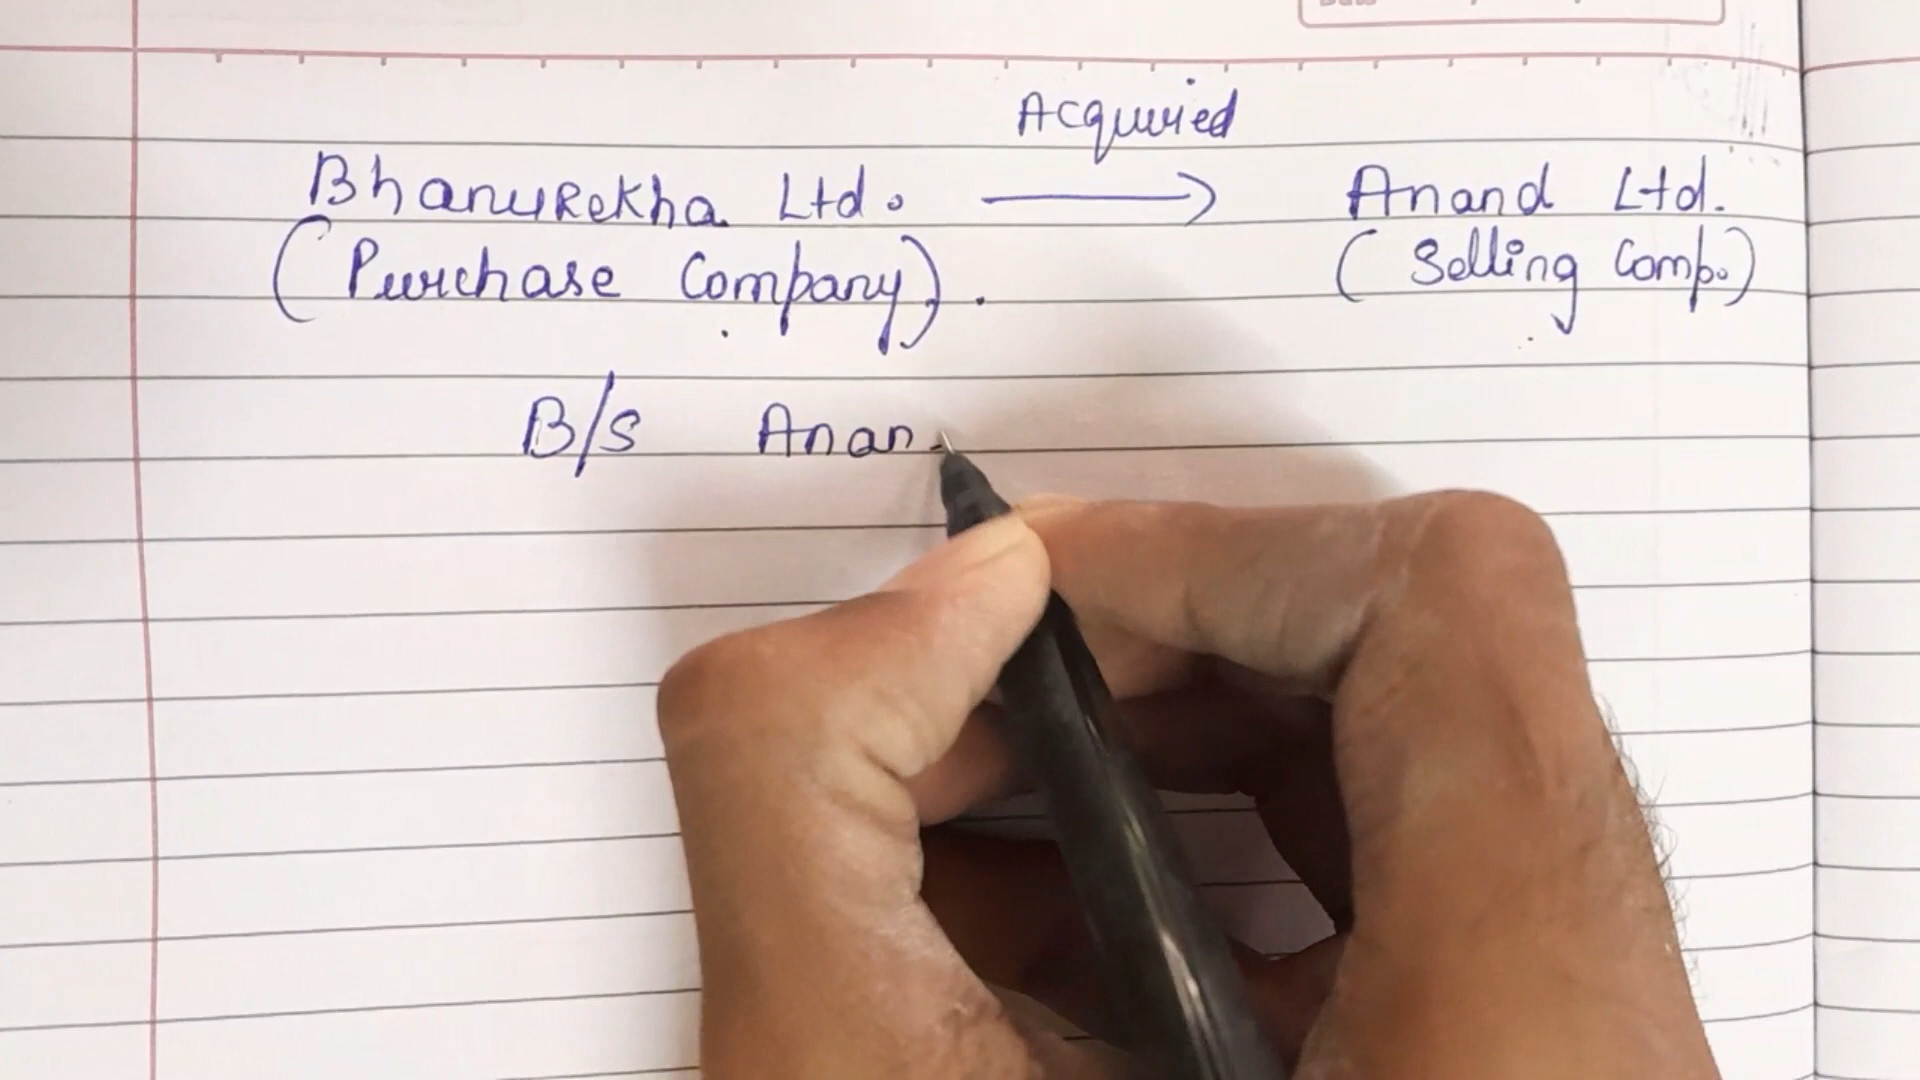 Acquried
Bhanurekha Ltd. → Anand Ltd.
(Purchase Company). (Selling Comp.)
B/S Anan